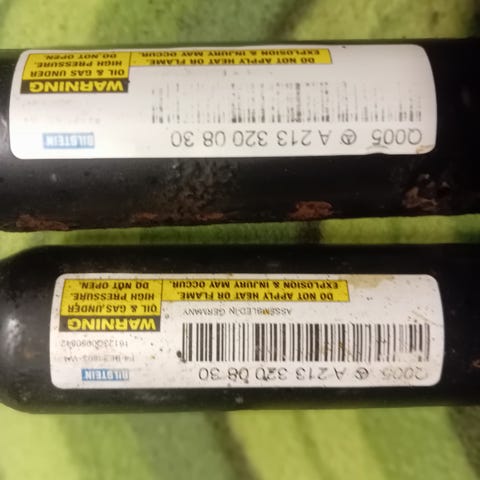 Q005 A 213 320 08 30
BILSTEIN
WARNING
OIL & GAS UNDER
HIGH PRESSURE.
DO NOT OPEN.
DO NOT APPLY HEAT OR FLAME.
EXPLOSION & INJURY MAY OCCUR.
Q005 A 213 320 08 30
BILSTEIN
ASSEMBLED IN GERMANY
WARNING
OIL & GAS UNDER
HIGH PRESSURE.
DO NOT OPEN.
DO NOT APPLY HEAT OR FLAME.
EXPLOSION & INJURY MAY OCCUR.